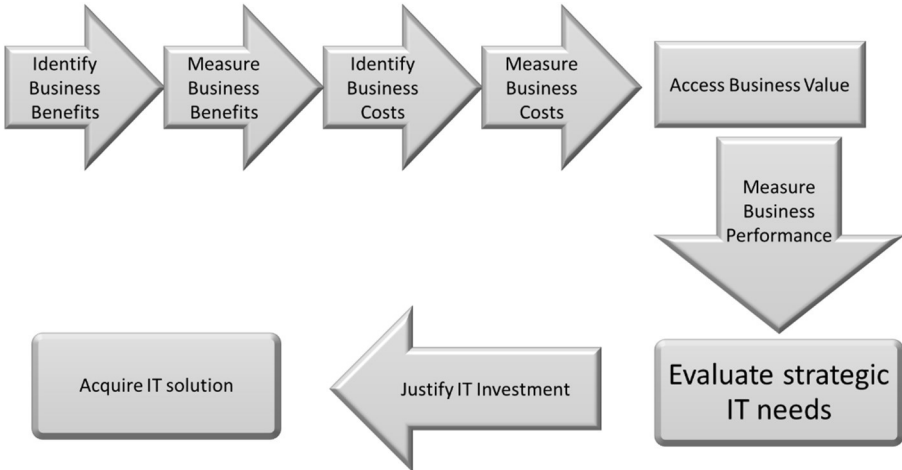 Identify
Business
Benefits
Measure
Business
Benefits
Identify
Business
Costs
Measure
Business
Costs
Access Business Value
Measure
Business
Performance
Evaluate strategic
IT needs
Justify IT Investment
Acquire IT solution